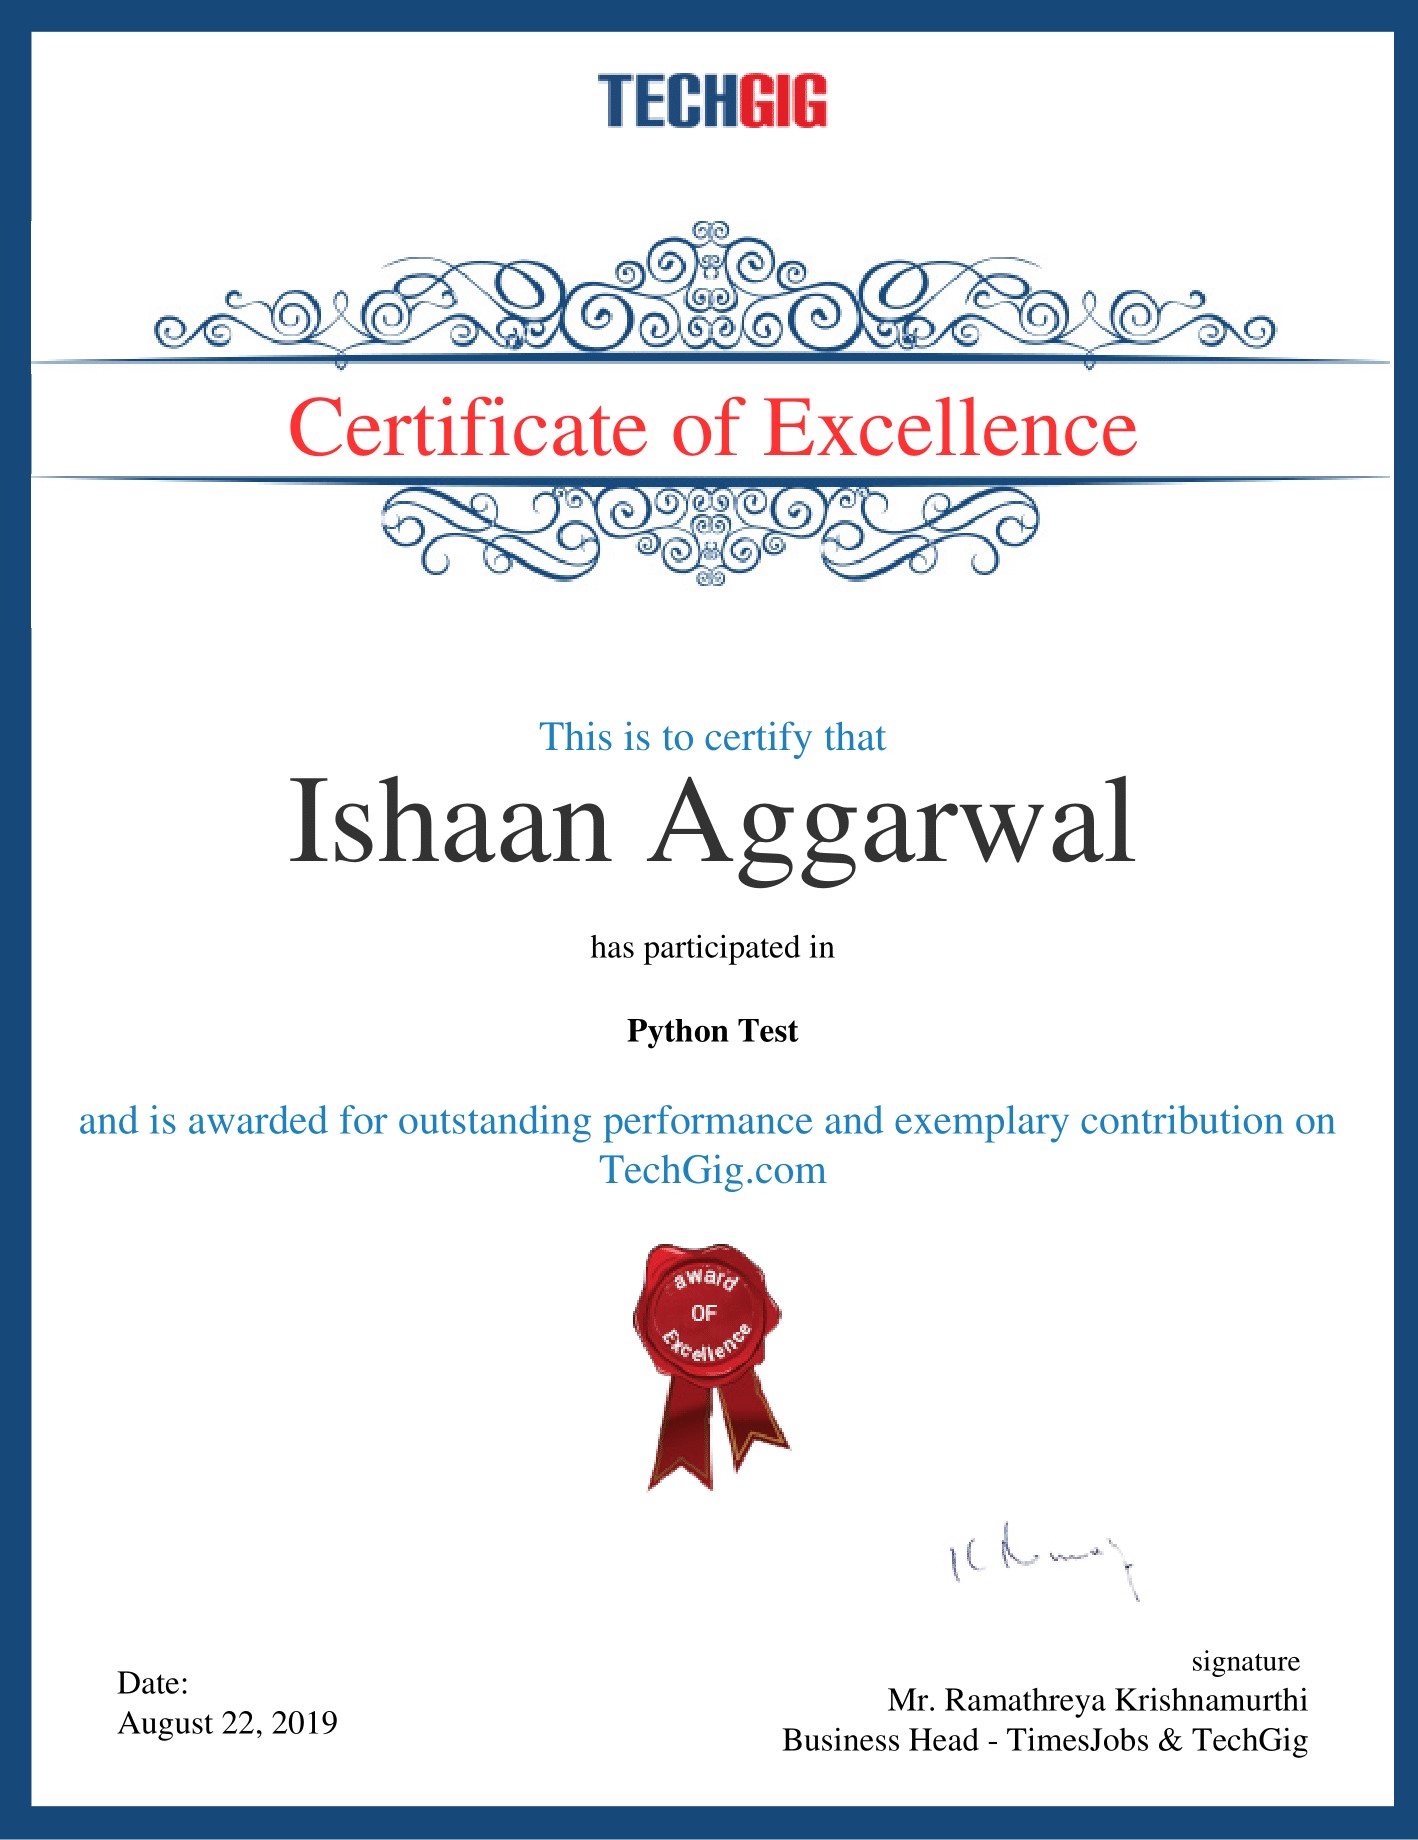 TECHGIG
Certificate of Excellence
This is to certify that
Ishaan Aggarwal
has participated in
Python Test
and is awarded for outstanding performance and exemplary contribution on
TechGig.com
award
OF
Excellence
signature
Date:
Mr. Ramathreya Krishnamurthi
August 22, 2019
Business Head - TimesJobs & TechGig